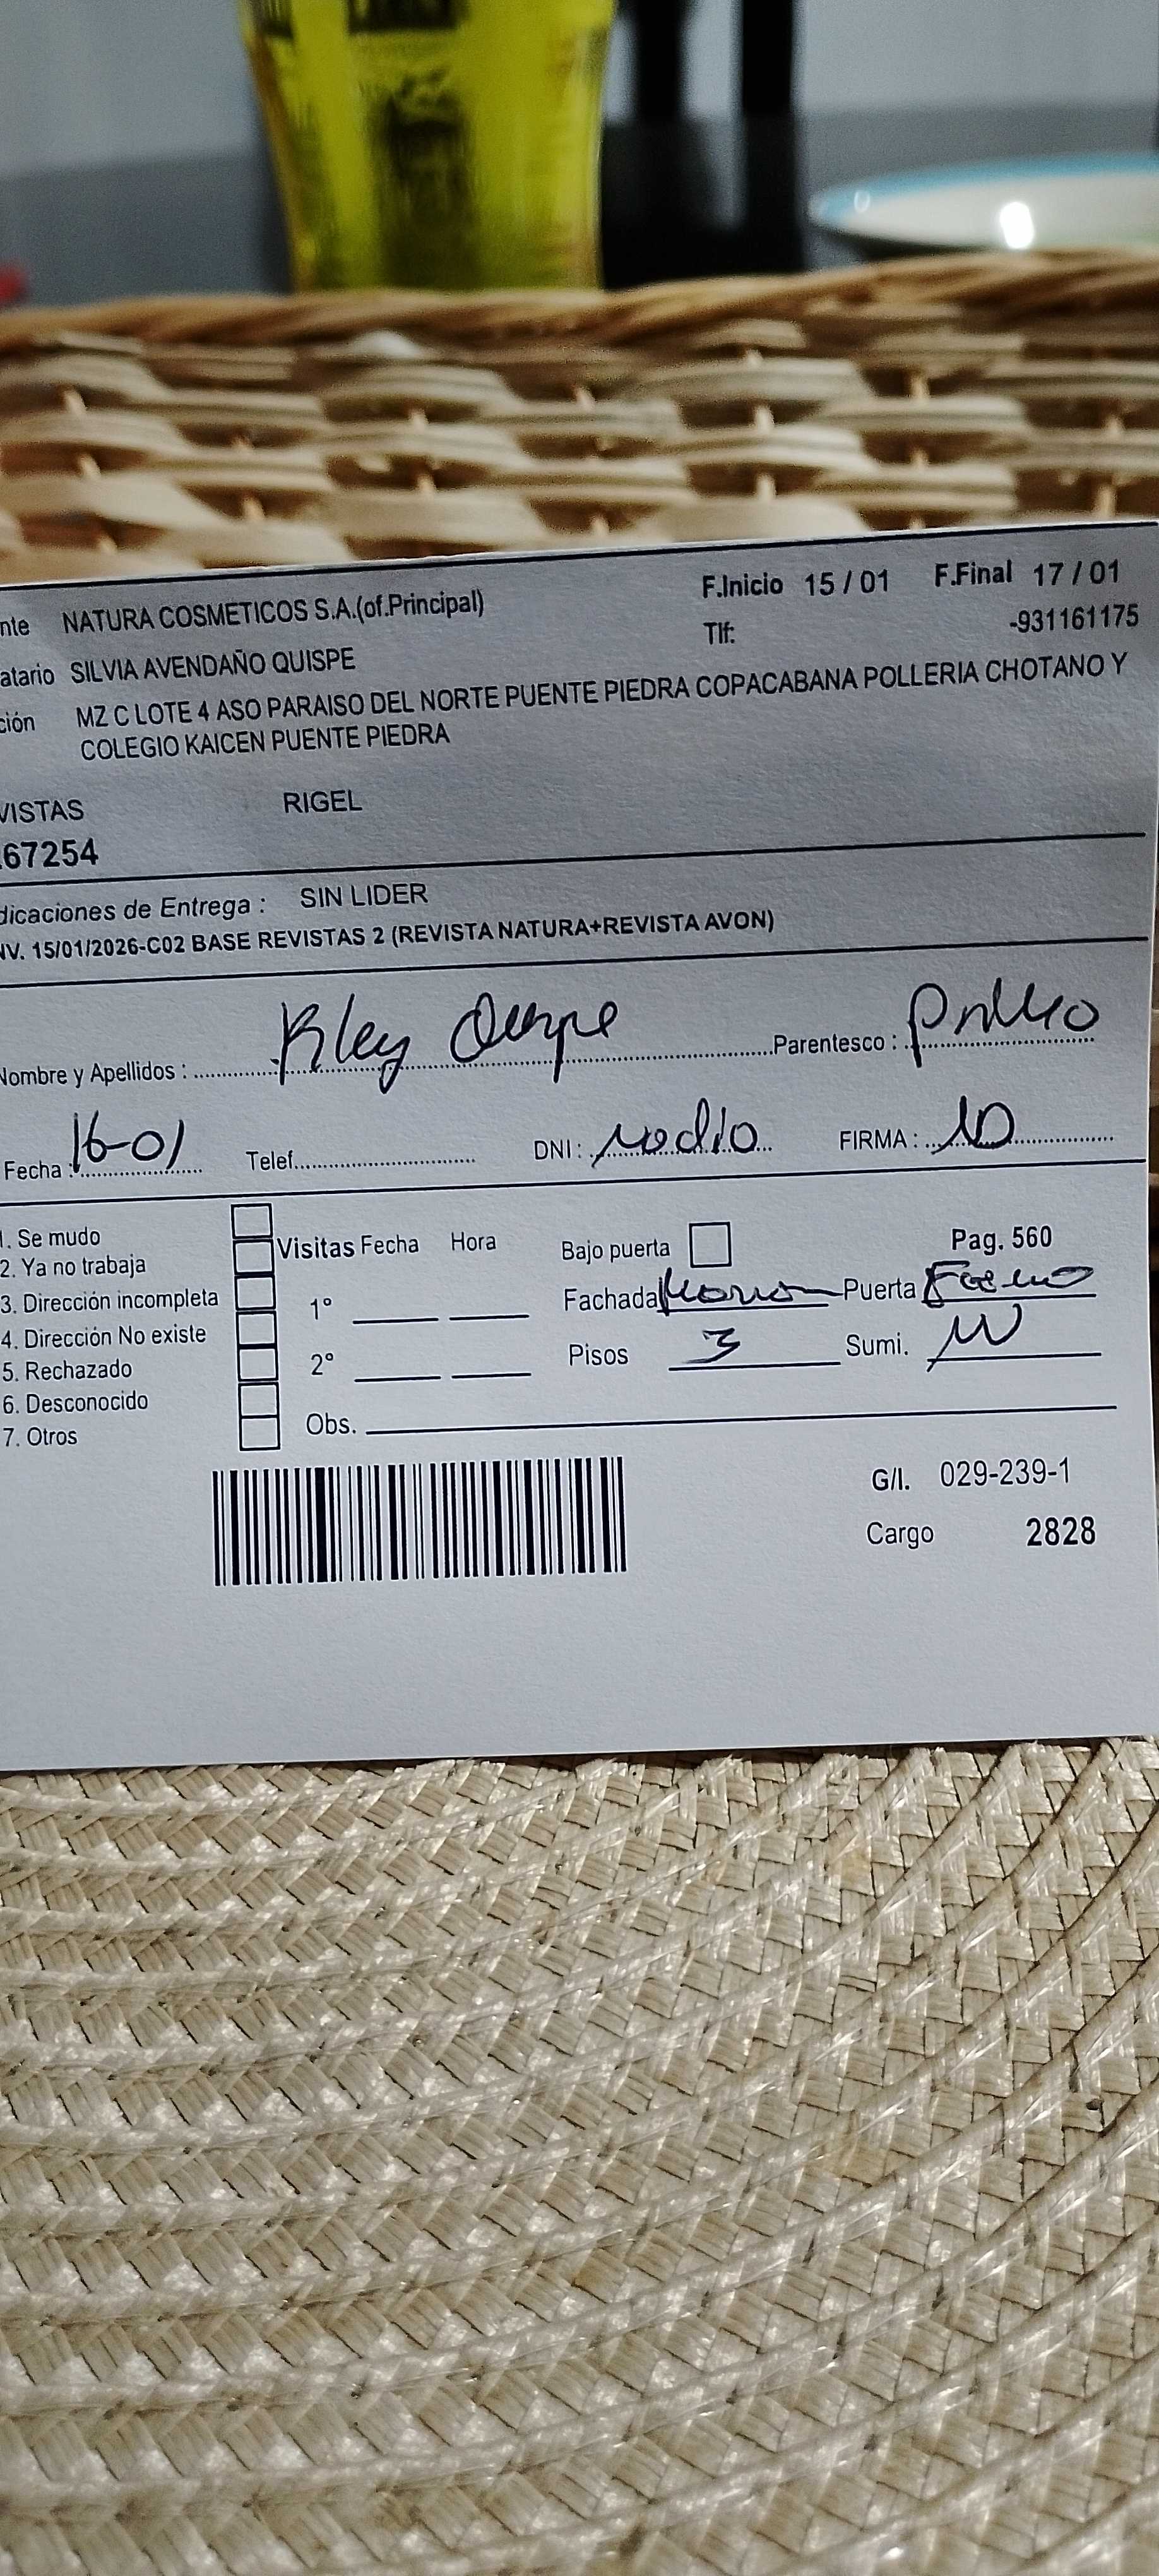 nte NATURA COSMETICOS S.A.(of.Principal) F.Inicio 15 / 01 F.Final 17 / 01
Tlf: -931161175
atario SILVIA AVENDAÑO QUISPE
ción MZ C LOTE 4 ASO PARAISO DEL NORTE PUENTE PIEDRA COPACABANA POLLERIA CHOTANO Y
COLEGIO KAICEN PUENTE PIEDRA
VISTAS RIGEL
67254
dicaciones de Entrega : SIN LIDER
NV. 15/01/2026-C02 BASE REVISTAS 2 (REVISTA NATURA+REVISTA AVON)
Nombre y Apellidos : Quispe Parentesco :
Fecha : 16-01 Telef. DNI : FIRMA :
1. Se mudo
2. Ya no trabaja
3. Dirección incompleta
4. Dirección No existe
5. Rechazado
6. Desconocido
7. Otros
Visitas Fecha Hora
1°
2°
Obs.
Bajo puerta Pag. 560
Fachada Puerta
Pisos 3 Sumi.
G/l. 029-239-1
Cargo 2828